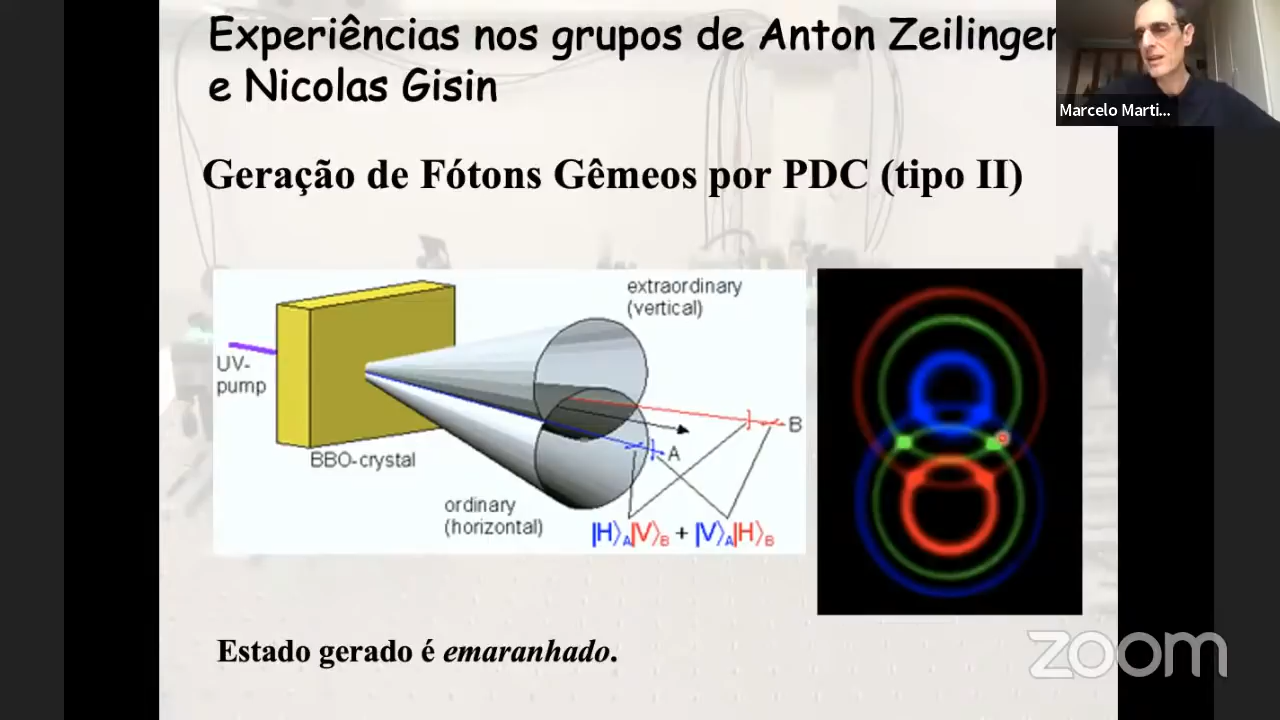 Experiências nos grupos de Anton Zeilinger
e Nicolas Gisin
Marcelo Marti...
Geração de Fótons Gêmeos por PDC (tipo II)
extraordinary
(vertical)
UV-
pump
BBO-crystal
B
A
ordinary
(horizontal)
|H⟩A|V⟩B + |V⟩A|H⟩B
Estado gerado é emaranhado.
zoom